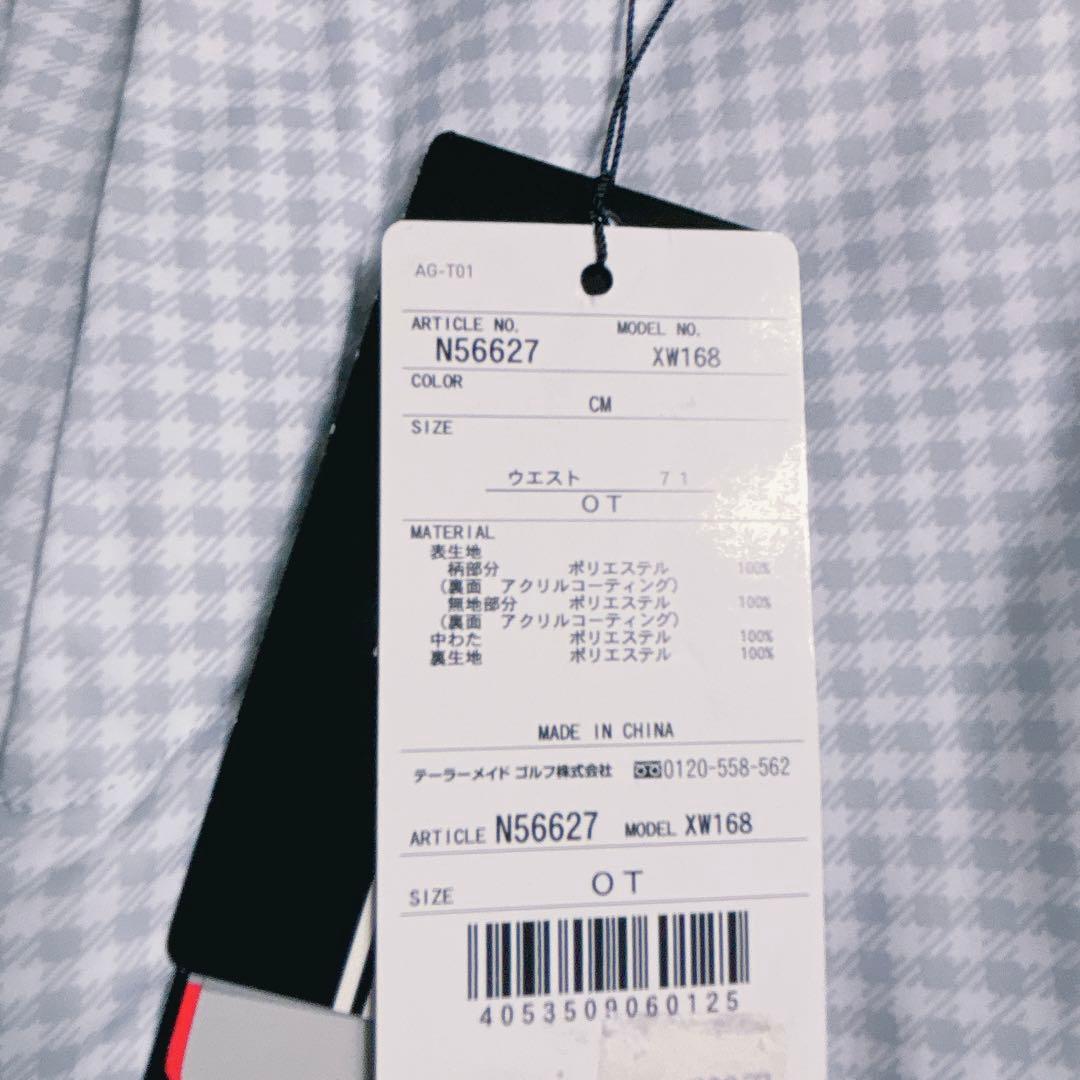 AG-T01
ARTICLE NO. MODEL NO.
N56627 XW168
COLOR
CM
SIZE
ウエスト 71
OT
MATERIAL
表生地
柄部分 ポリエステル 100%
(裏面 アクリルコーティング)
無地部分 ポリエステル 100%
(裏面 アクリルコーティング)
中わた ポリエステル 100%
裏生地 ポリエステル 100%
MADE IN CHINA
テーラーメイド ゴルフ株式会社 0120-558-562
ARTICLE N56627 MODEL XW168
SIZE OT
4053509060125